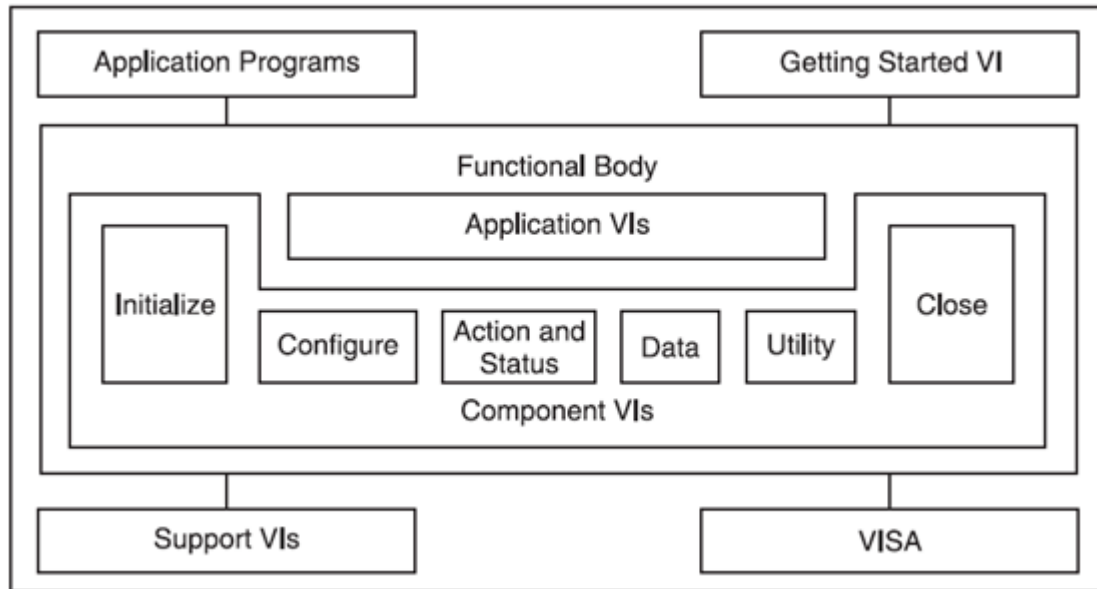 Application Programs
Getting Started VI
Functional Body
Application VIs
Initialize
Configure
Action and
Status
Data
Utility
Close
Component VIs
Support VIs
VISA